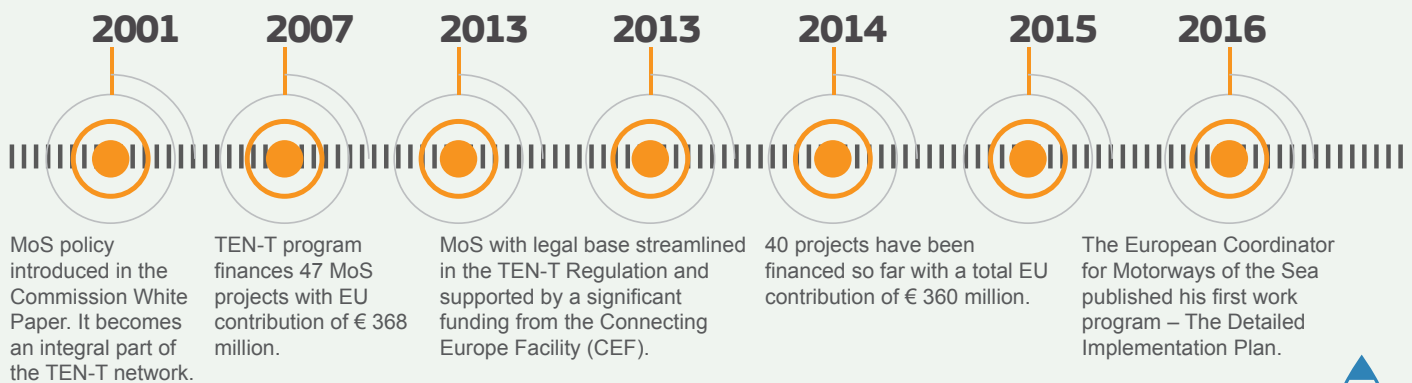 2001 2007 2013 2013 2014 2015 2016
MoS policy
introduced in the
Commission White
Paper. It becomes
an integral part of
the TEN-T network.
TEN-T program
finances 47 MoS
projects with EU
contribution of € 368
million.
MoS with legal base streamlined
in the TEN-T Regulation and
supported by a significant
funding from the Connecting
Europe Facility (CEF).
40 projects have been
financed so far with a total EU
contribution of € 360 million.
The European Coordinator
for Motorways of the Sea
published his first work
program – The Detailed
Implementation Plan.